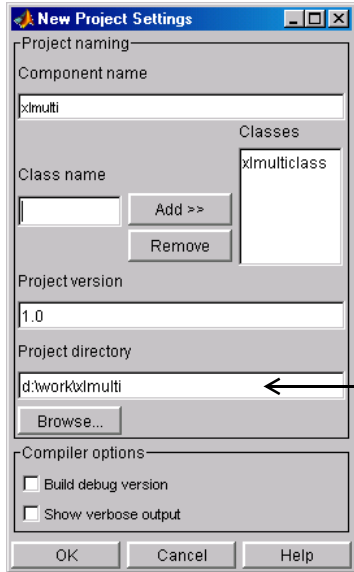 New Project Settings
Project naming
Component name
xlmulti
Classes
xlmulticlass
Class name
Add >>
Remove
Project version
1.0
Project directory
d:\work\xlmulti
Browse...
Compiler options
Build debug version
Show verbose output
OK Cancel Help